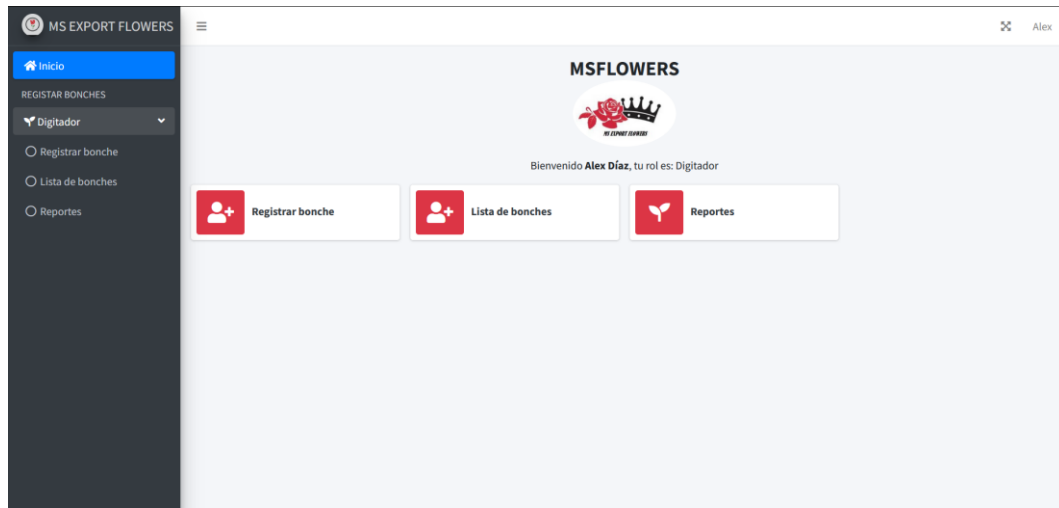 MS EXPORT FLOWERS
Alex
Inicio
REGISTAR BONCHES
Digitador
Registrar bonche
Lista de bonches
Reportes
MSFLOWERS
MS EXPORT FLOWERS
Bienvenido Alex Díaz, tu rol es: Digitador
Registrar bonche
Lista de bonches
Reportes